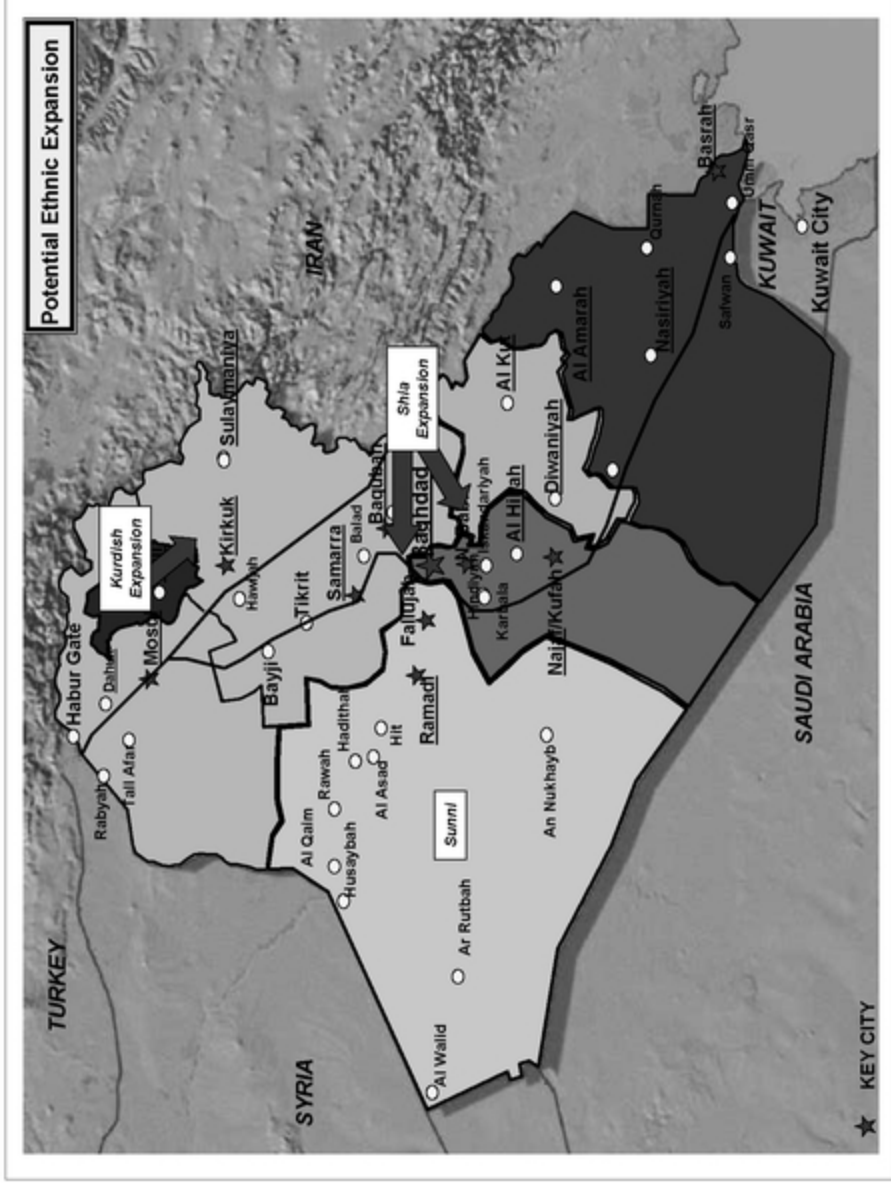 Potential Ethnic Expansion
TURKEY
Habur Gate
Rabyah
Tall Afar
Dahuk
Mosul
Kurdish
Expansion
Kirkuk
Sulaymaniya
Hawijah
SYRIA
IRAN
Bayji
Tikrit
Samarra
Balad
Baqubah
Shia
Expansion
Al Qaim
Husaybah
Rawah
Hadithah
Al Asad
Hit
Ramadi
Fallujah
Baghdad
Al Walid
Ar Rutbah
Sunni
An Nukhayb
Karbala
Al Hillah
Najaf/Kufah
Diwaniyah
Al Kut
Al Amarah
Nasiriyah
Qurnah
Basrah
Umm Qasr
Safwan
KUWAIT
Kuwait City
SAUDI ARABIA
KEY CITY